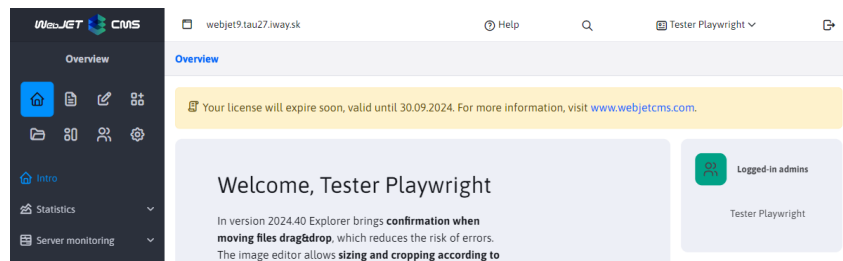 WebJET CMS
webjet9.tau27.iway.sk
Help
Tester Playwright
Overview
Overview
Your license will expire soon, valid until 30.09.2024. For more information, visit www.webjetcms.com.
Intro
Statistics
Server monitoring
Welcome, Tester Playwright
In version 2024.40 Explorer brings confirmation when
moving files drag&drop, which reduces the risk of errors.
The image editor allows sizing and cropping according to
Logged-in admins
Tester Playwright